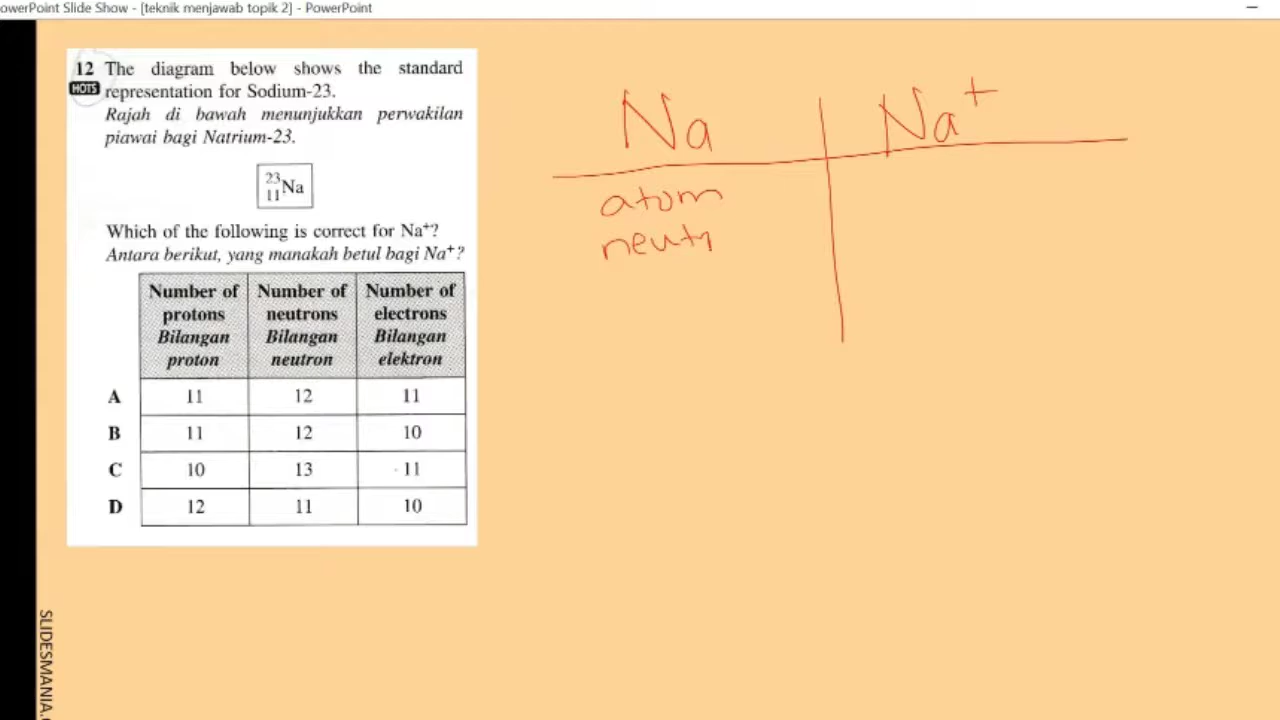 owerPoint Slide Show - [teknik menjawab topik 2] - PowerPoint
12 The diagram below shows the standard
HOTS representation for Sodium-23.
Rajah di bawah menunjukkan perwakilan
piawai bagi Natrium-23.
23
11 Na
Which of the following is correct for Na⁺?
Antara berikut, yang manakah betul bagi Na⁺?
Number of protons Bilangan proton | Number of neutrons Bilangan neutron | Number of electrons Bilangan elektron
A 11 12 11
B 11 12 10
C 10 13 11
D 12 11 10
Na Na⁺
atom
neutr
SLIDESMANIA.C